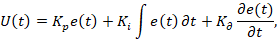 U(t) = K_p e(t) + K_i ∫ e(t) ∂t + K_∂ ∂e(t)/∂t,